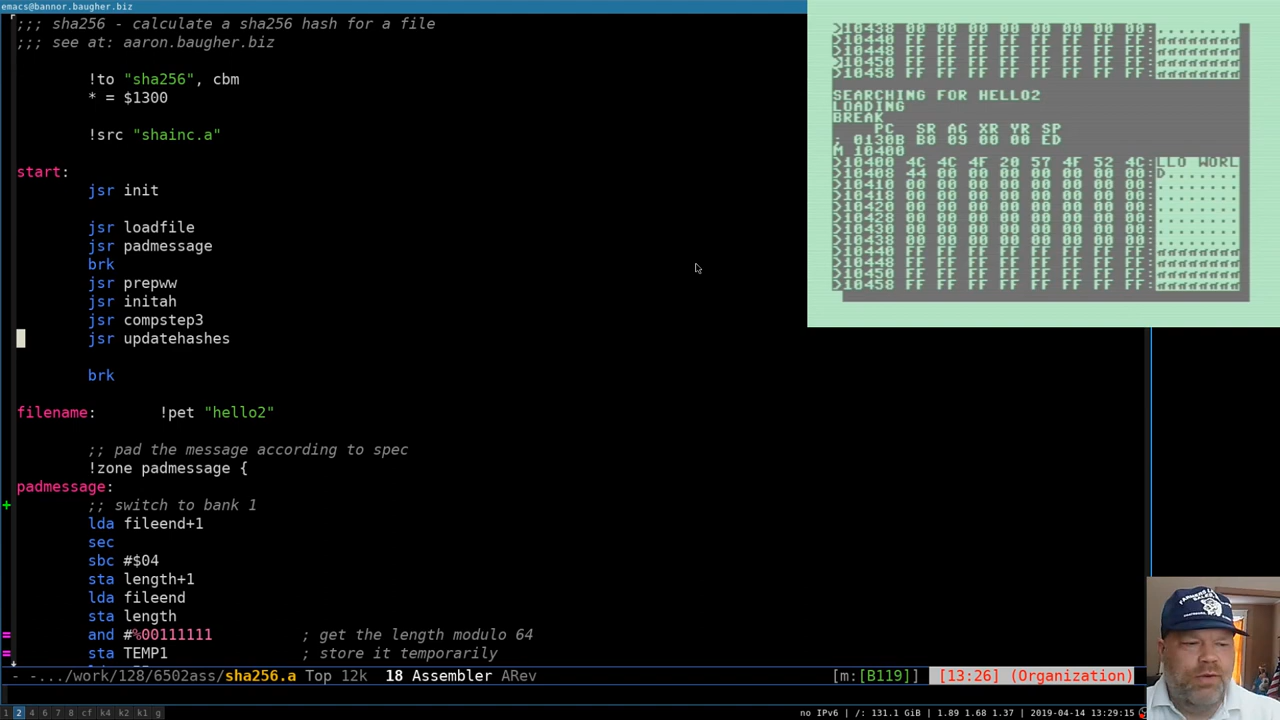 emacs@bannor.baugher.biz
;;; sha256 - calculate a sha256 hash for a file
;;; see at: aaron.baugher.biz
!to "sha256", cbm
* = $1300
!src "shainc.a"
start:
jsr init
jsr loadfile
jsr padmessage
brk
jsr prepww
jsr initah
jsr compstep3
jsr updatehashes
brk
filename: !pet "hello2"
;; pad the message according to spec
!zone padmessage {
padmessage:
+ ;; switch to bank 1
lda fileend+1
sec
sbc #$04
sta length+1
lda fileend
sta length
= and #%00111111 ; get the length modulo 64
= sta TEMP1 ; store it temporarily
- -.../work/128/6502ass/sha256.a Top 12k 18 Assembler ARev [m:[B119]] [13:26] (Organization)
1 2 4 6 7 8 cf k4 k2 k1 g no IPv6 | /: 131.1 GiB | 1.89 1.68 1.37 | 2019-04-14 13:29:15
>10438 00 00 00 00 00 00 00 00:........
>10440 FF FF FF FF FF FF FF FF:
>10450 FF FF FF FF FF FF FF FF:
>10458 FF FF FF FF FF FF FF FF:
SEARCHING FOR HELLO2
LOADING
BREAK
PC SR AC XR YR SP
; 0130B B0 09 00 00 ED
M 10400
>10400 4C 4C 4F 20 57 4F 52 4C:LLO WORL
>10408 44 00 00 00 00 00 00 00:D.......
>10410 00 00 00 00 00 00 00 00:........
>10418 00 00 00 00 00 00 00 00:........
>10420 00 00 00 00 00 00 00 00:........
>10428 00 00 00 00 00 00 00 00:........
>10430 00 00 00 00 00 00 00 00:........
>10438 00 00 00 00 00 00 00 00:........
>10440 FF FF FF FF FF FF FF FF:
>10448 FF FF FF FF FF FF FF FF:
>10450 FF FF FF FF FF FF FF FF:
>10458 FF FF FF FF FF FF FF FF: